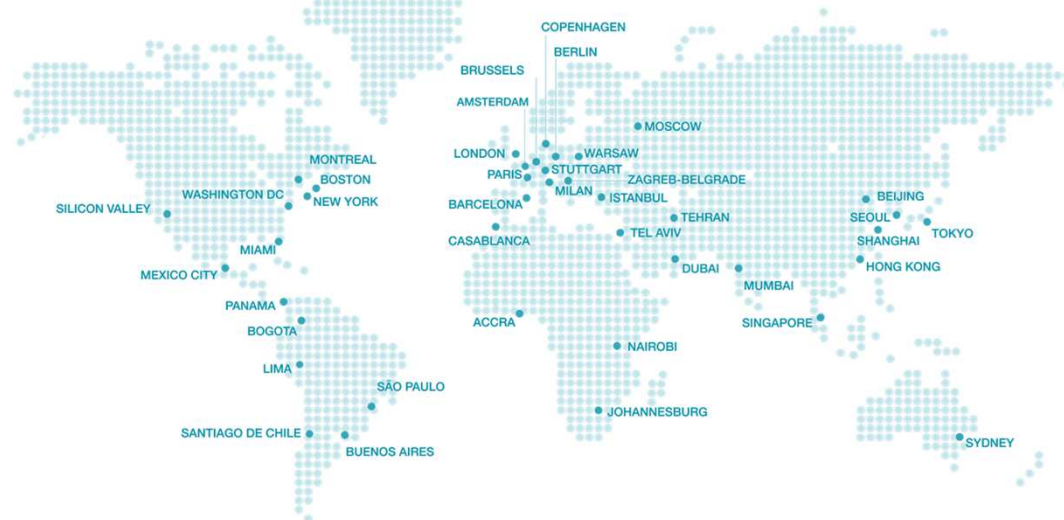 COPENHAGEN
BERLIN
BRUSSELS
AMSTERDAM
MOSCOW
LONDON
WARSAW
MONTREAL
STUTTGART
PARIS
BOSTON
ZAGREB-BELGRADE
WASHINGTON DC
MILAN
NEW YORK
ISTANBUL
BEIJING
BARCELONA
SILICON VALLEY
TEHRAN
SEOUL
TEL AVIV
TOKYO
CASABLANCA
SHANGHAI
MIAMI
HONG KONG
DUBAI
MEXICO CITY
MUMBAI
PANAMA
ACCRA
SINGAPORE
BOGOTA
NAIROBI
LIMA
SÃO PAULO
JOHANNESBURG
SANTIAGO DE CHILE
SYDNEY
BUENOS AIRES